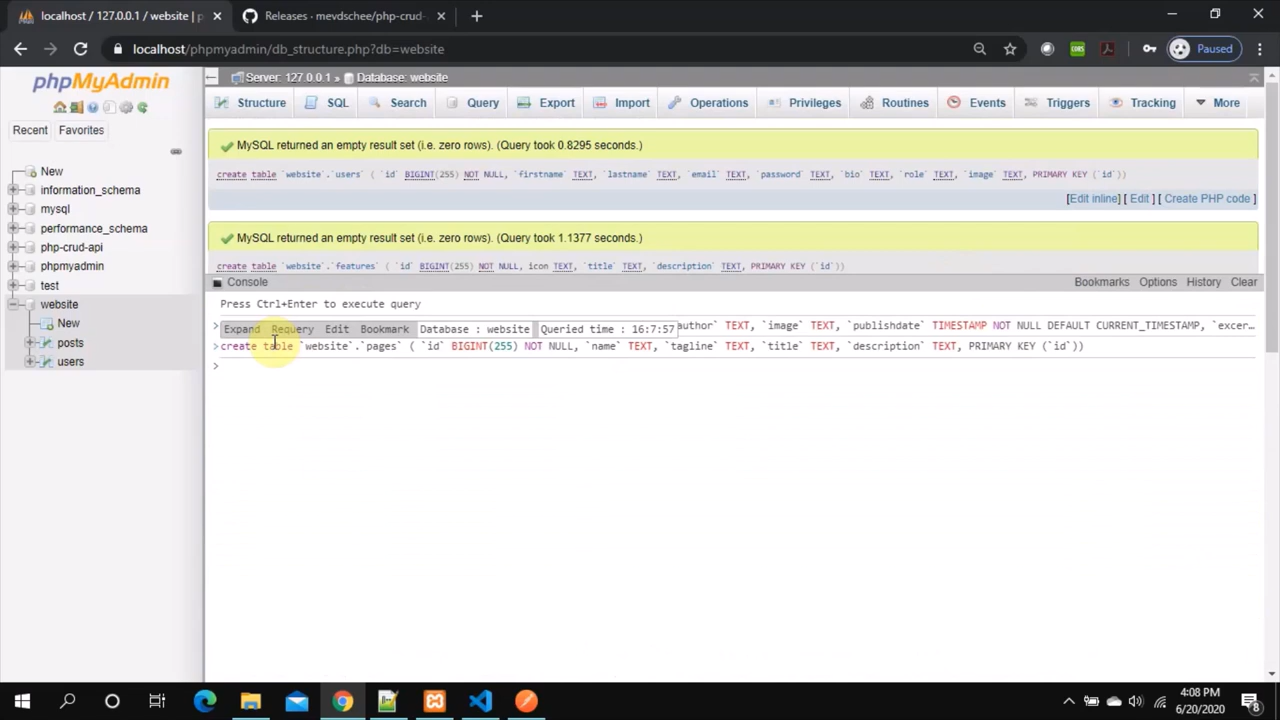 localhost / 127.0.0.1 / website | p
Releases · mevdschee/php-crud-
localhost/phpmyadmin/db_structure.php?db=website
Paused
phpMyAdmin
Recent
Favorites
New
information_schema
mysql
performance_schema
php-crud-api
phpmyadmin
test
website
New
posts
users
Server: 127.0.0.1 » Database: website
Structure
SQL
Search
Query
Export
Import
Operations
Privileges
Routines
Events
Triggers
Tracking
More
MySQL returned an empty result set (i.e. zero rows). (Query took 0.8295 seconds.)
create table `website`.`users` ( `id` BIGINT(255) NOT NULL, `firstname` TEXT, `lastname` TEXT, `email` TEXT, `password` TEXT, `bio` TEXT, `role` TEXT, `image` TEXT, PRIMARY KEY (`id`))
[Edit inline] [ Edit ] [ Create PHP code ]
MySQL returned an empty result set (i.e. zero rows). (Query took 1.1377 seconds.)
create table `website`.`features` ( `id` BIGINT(255) NOT NULL, icon TEXT, `title` TEXT, `description` TEXT, PRIMARY KEY (`id`))
Console
Bookmarks
Options
History
Clear
Press Ctrl+Enter to execute query
> Expand Requery Edit Bookmark Database : website Queried time : 16:7:57 author` TEXT, `image` TEXT, `publishdate` TIMESTAMP NOT NULL DEFAULT CURRENT_TIMESTAMP, `excer...
> create table `website`.`pages` ( `id` BIGINT(255) NOT NULL, `name` TEXT, `tagline` TEXT, `title` TEXT, `description` TEXT, PRIMARY KEY (`id`))
>
4:08 PM
6/20/2020
8